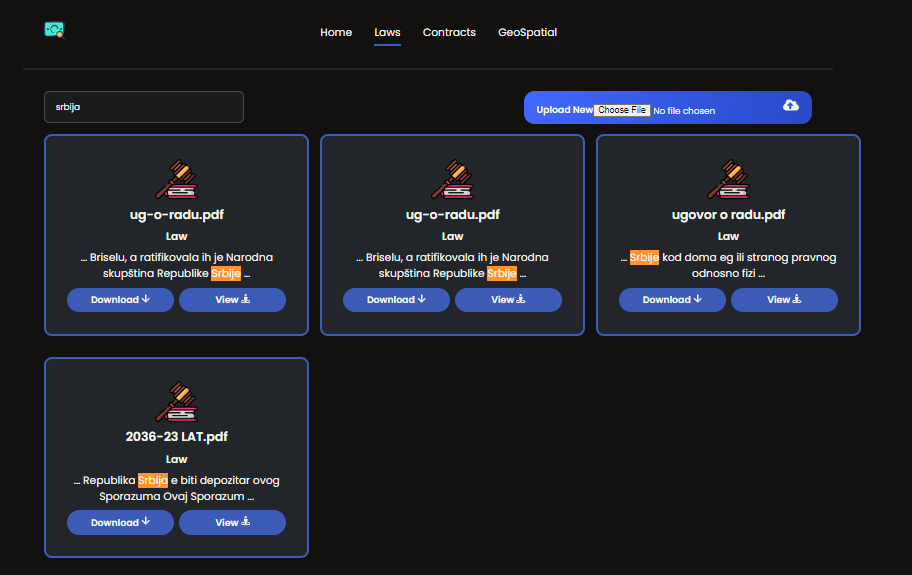 Home Laws Contracts GeoSpatial
srbija
Upload New Choose File No file chosen
ug-o-radu.pdf
Law
... Briselu, a ratifikovala ih je Narodna
skupština Republike Srbije ...
Download View
ug-o-radu.pdf
Law
... Briselu, a ratifikovala ih je Narodna
skupština Republike Srbije ...
Download View
ugovor o radu.pdf
Law
... Srbije kod doma eg ili stranog pravnog
odnosno fizi ...
Download View
2036-23 LAT.pdf
Law
... Republika Srbija e biti depozitar ovog
Sporazuma Ovaj Sporazum ...
Download View